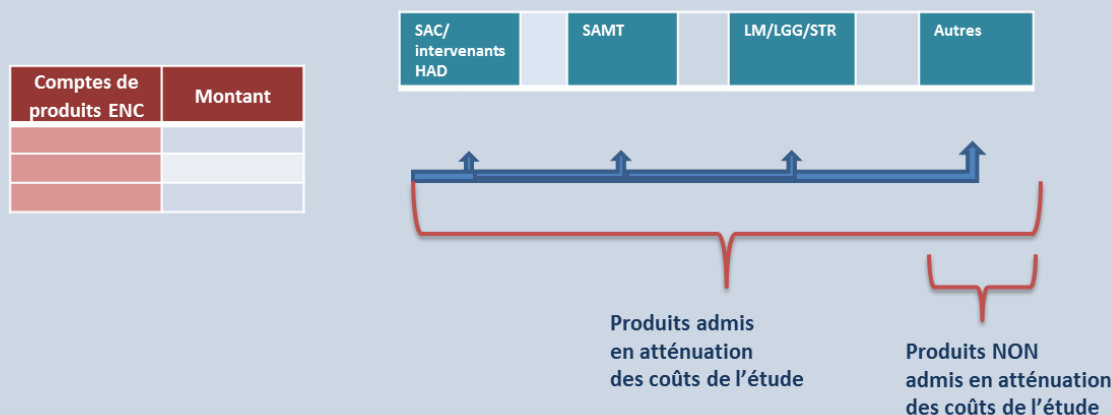 Comptes de
produits ENC
Montant
SAC/
intervenants
HAD
SAMT
LM/LGG/STR
Autres
Produits admis
en atténuation
des coûts de l'étude
Produits NON
admis en atténuation
des coûts de l'étude